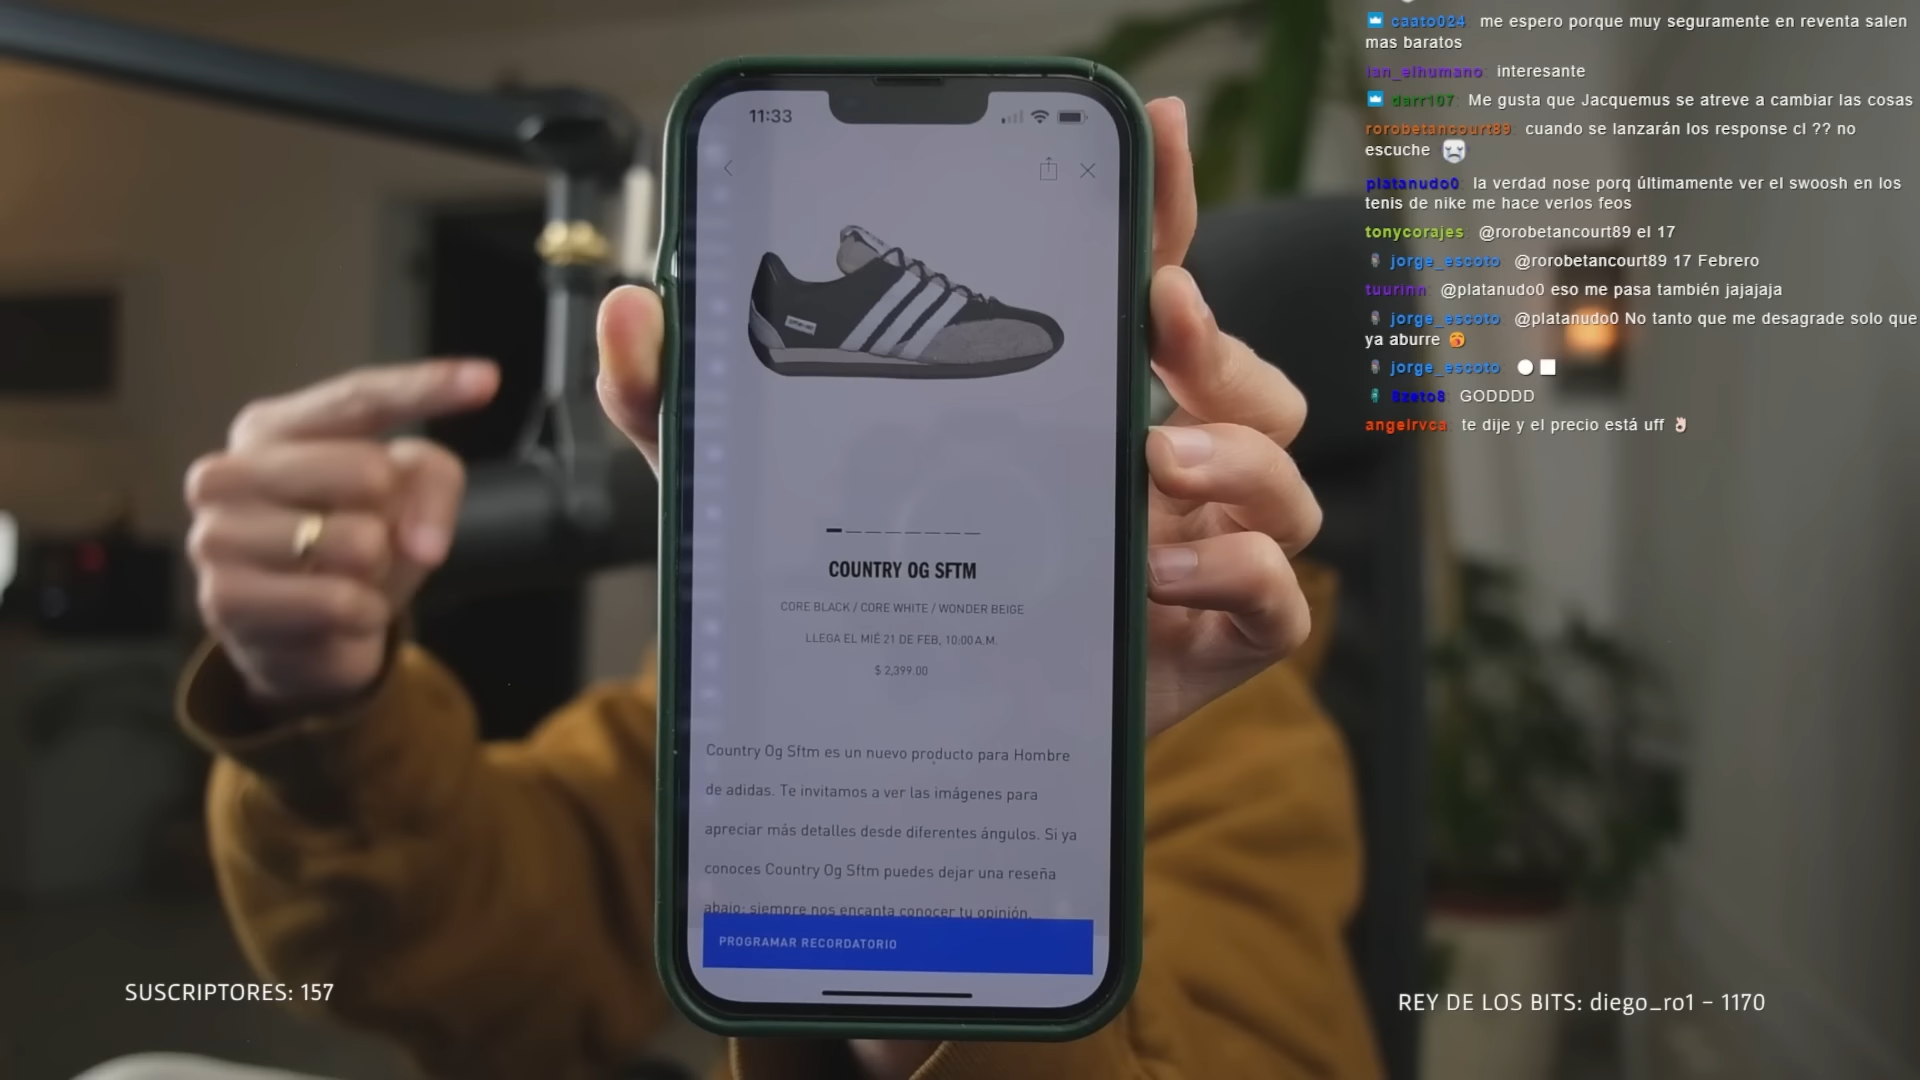 caato024 me espero porque muy seguramente en reventa salen
mas baratos
ian_elhumano: interesante
darr107: Me gusta que Jacquemus se atreve a cambiar las cosas
rorobetancourt89: cuando se lanzarán los response cl ?? no
escuche
platanudo0: la verdad nose porq últimamente ver el swoosh en los
tenis de nike me hace verlos feos
tonycorajes: @rorobetancourt89 el 17
jorge_escoto @rorobetancourt89 17 Febrero
tuurinn: @platanudo0 eso me pasa también jajajaja
jorge_escoto @platanudo0 No tanto que me desagrade solo que
ya aburre 🥱
jorge_escoto
8zeto8 GODDDD
angelrvca te dije y el precio está uff 👌🏻
11:33
COUNTRY OG SFTM
CORE BLACK / CORE WHITE / WONDER BEIGE
LLEGA EL MIÉ 21 DE FEB, 10:00 A.M.
$ 2,399.00
Country Og Sftm es un nuevo producto para Hombre
de adidas. Te invitamos a ver las imágenes para
apreciar más detalles desde diferentes ángulos. Si ya
conoces Country Og Sftm puedes dejar una reseña
abajo; siempre nos encanta conocer tu opinión.
PROGRAMAR RECORDATORIO
SUSCRIPTORES: 157
REY DE LOS BITS: diego_ro1 - 1170